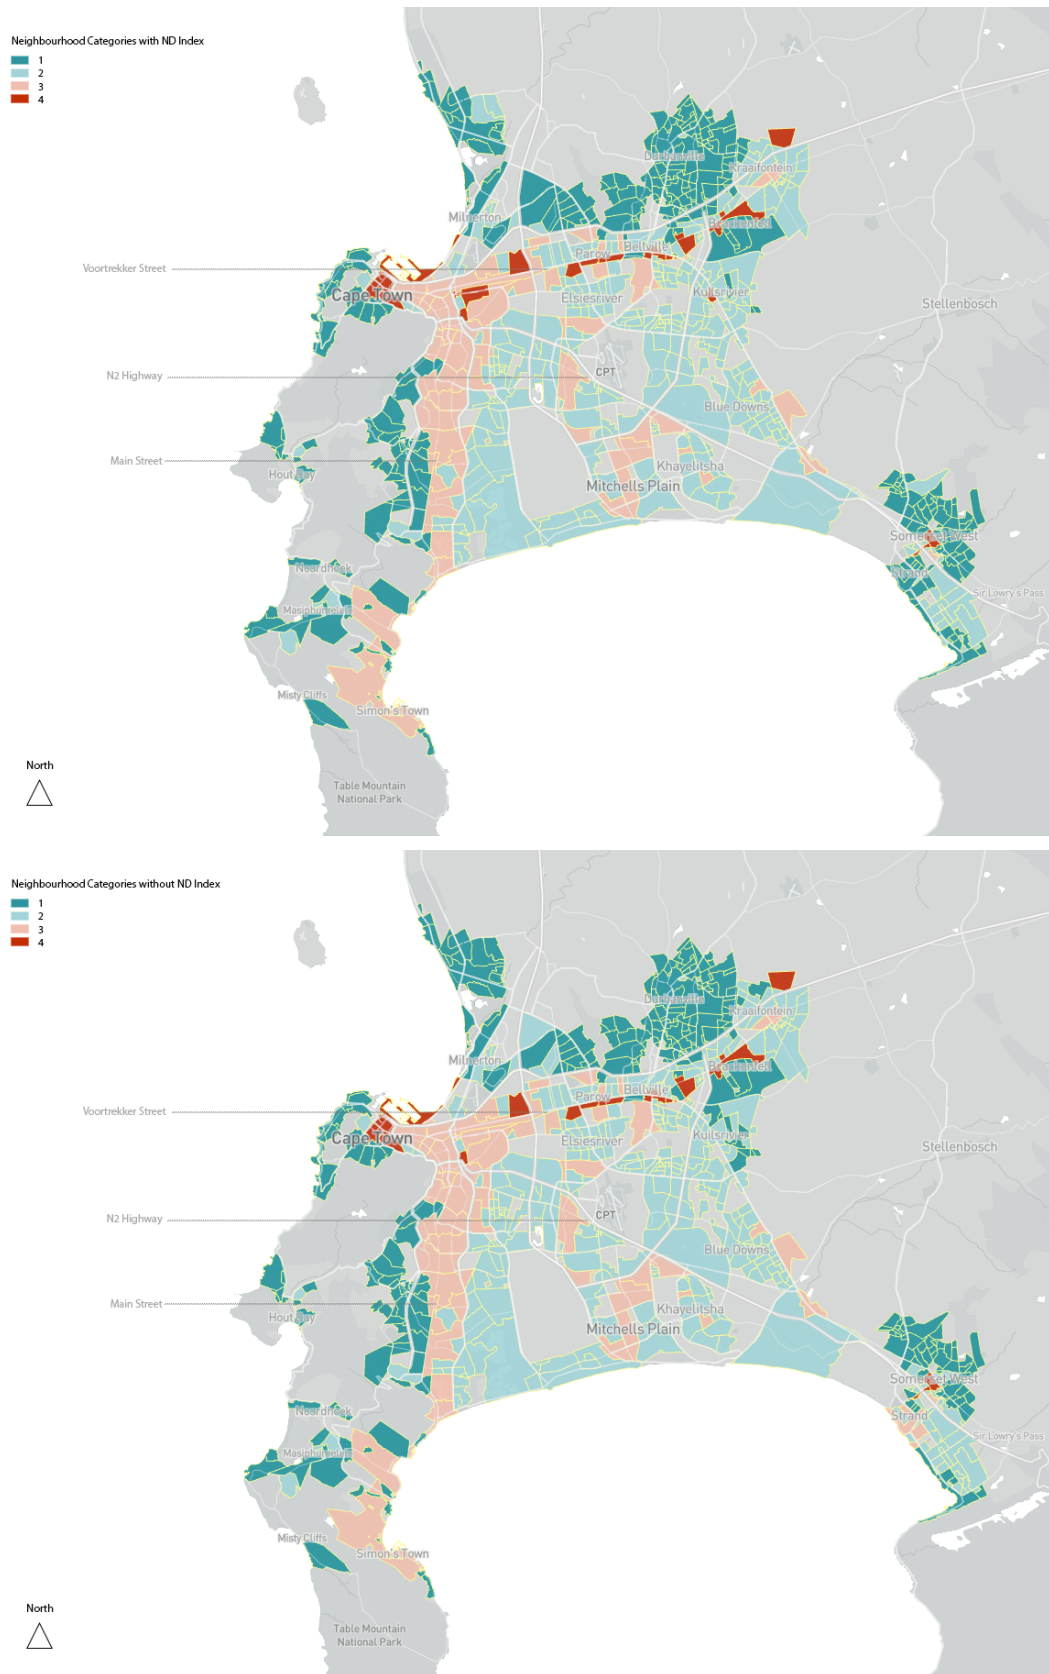 Neighbourhood Categories with ND Index
1
2
3
4
Durbanville
Kraaifontein
Milnerton
Brackenfell
Bellville
Parow
Voortrekker Street
Cape Town
Elsiesriver
Kuilsrivier
Stellenbosch
N2 Highway
CPT
Blue Downs
Main Street
Khayelitsha
Hout Bay
Mitchells Plain
Somerset West
Noordhoek
Strand
Sir Lowry's Pass
Masiphumelele
Misty Cliffs
Simon's Town
North
Table Mountain
National Park
Neighbourhood Categories without ND Index
1
2
3
4
Durbanville
Kraaifontein
Milnerton
Brackenfell
Bellville
Parow
Voortrekker Street
Cape Town
Elsiesriver
Kuilsrivier
Stellenbosch
N2 Highway
CPT
Blue Downs
Main Street
Khayelitsha
Hout Bay
Mitchells Plain
Somerset West
Noordhoek
Strand
Sir Lowry's Pass
Masiphumelele
Misty Cliffs
Simon's Town
North
Table Mountain
National Park